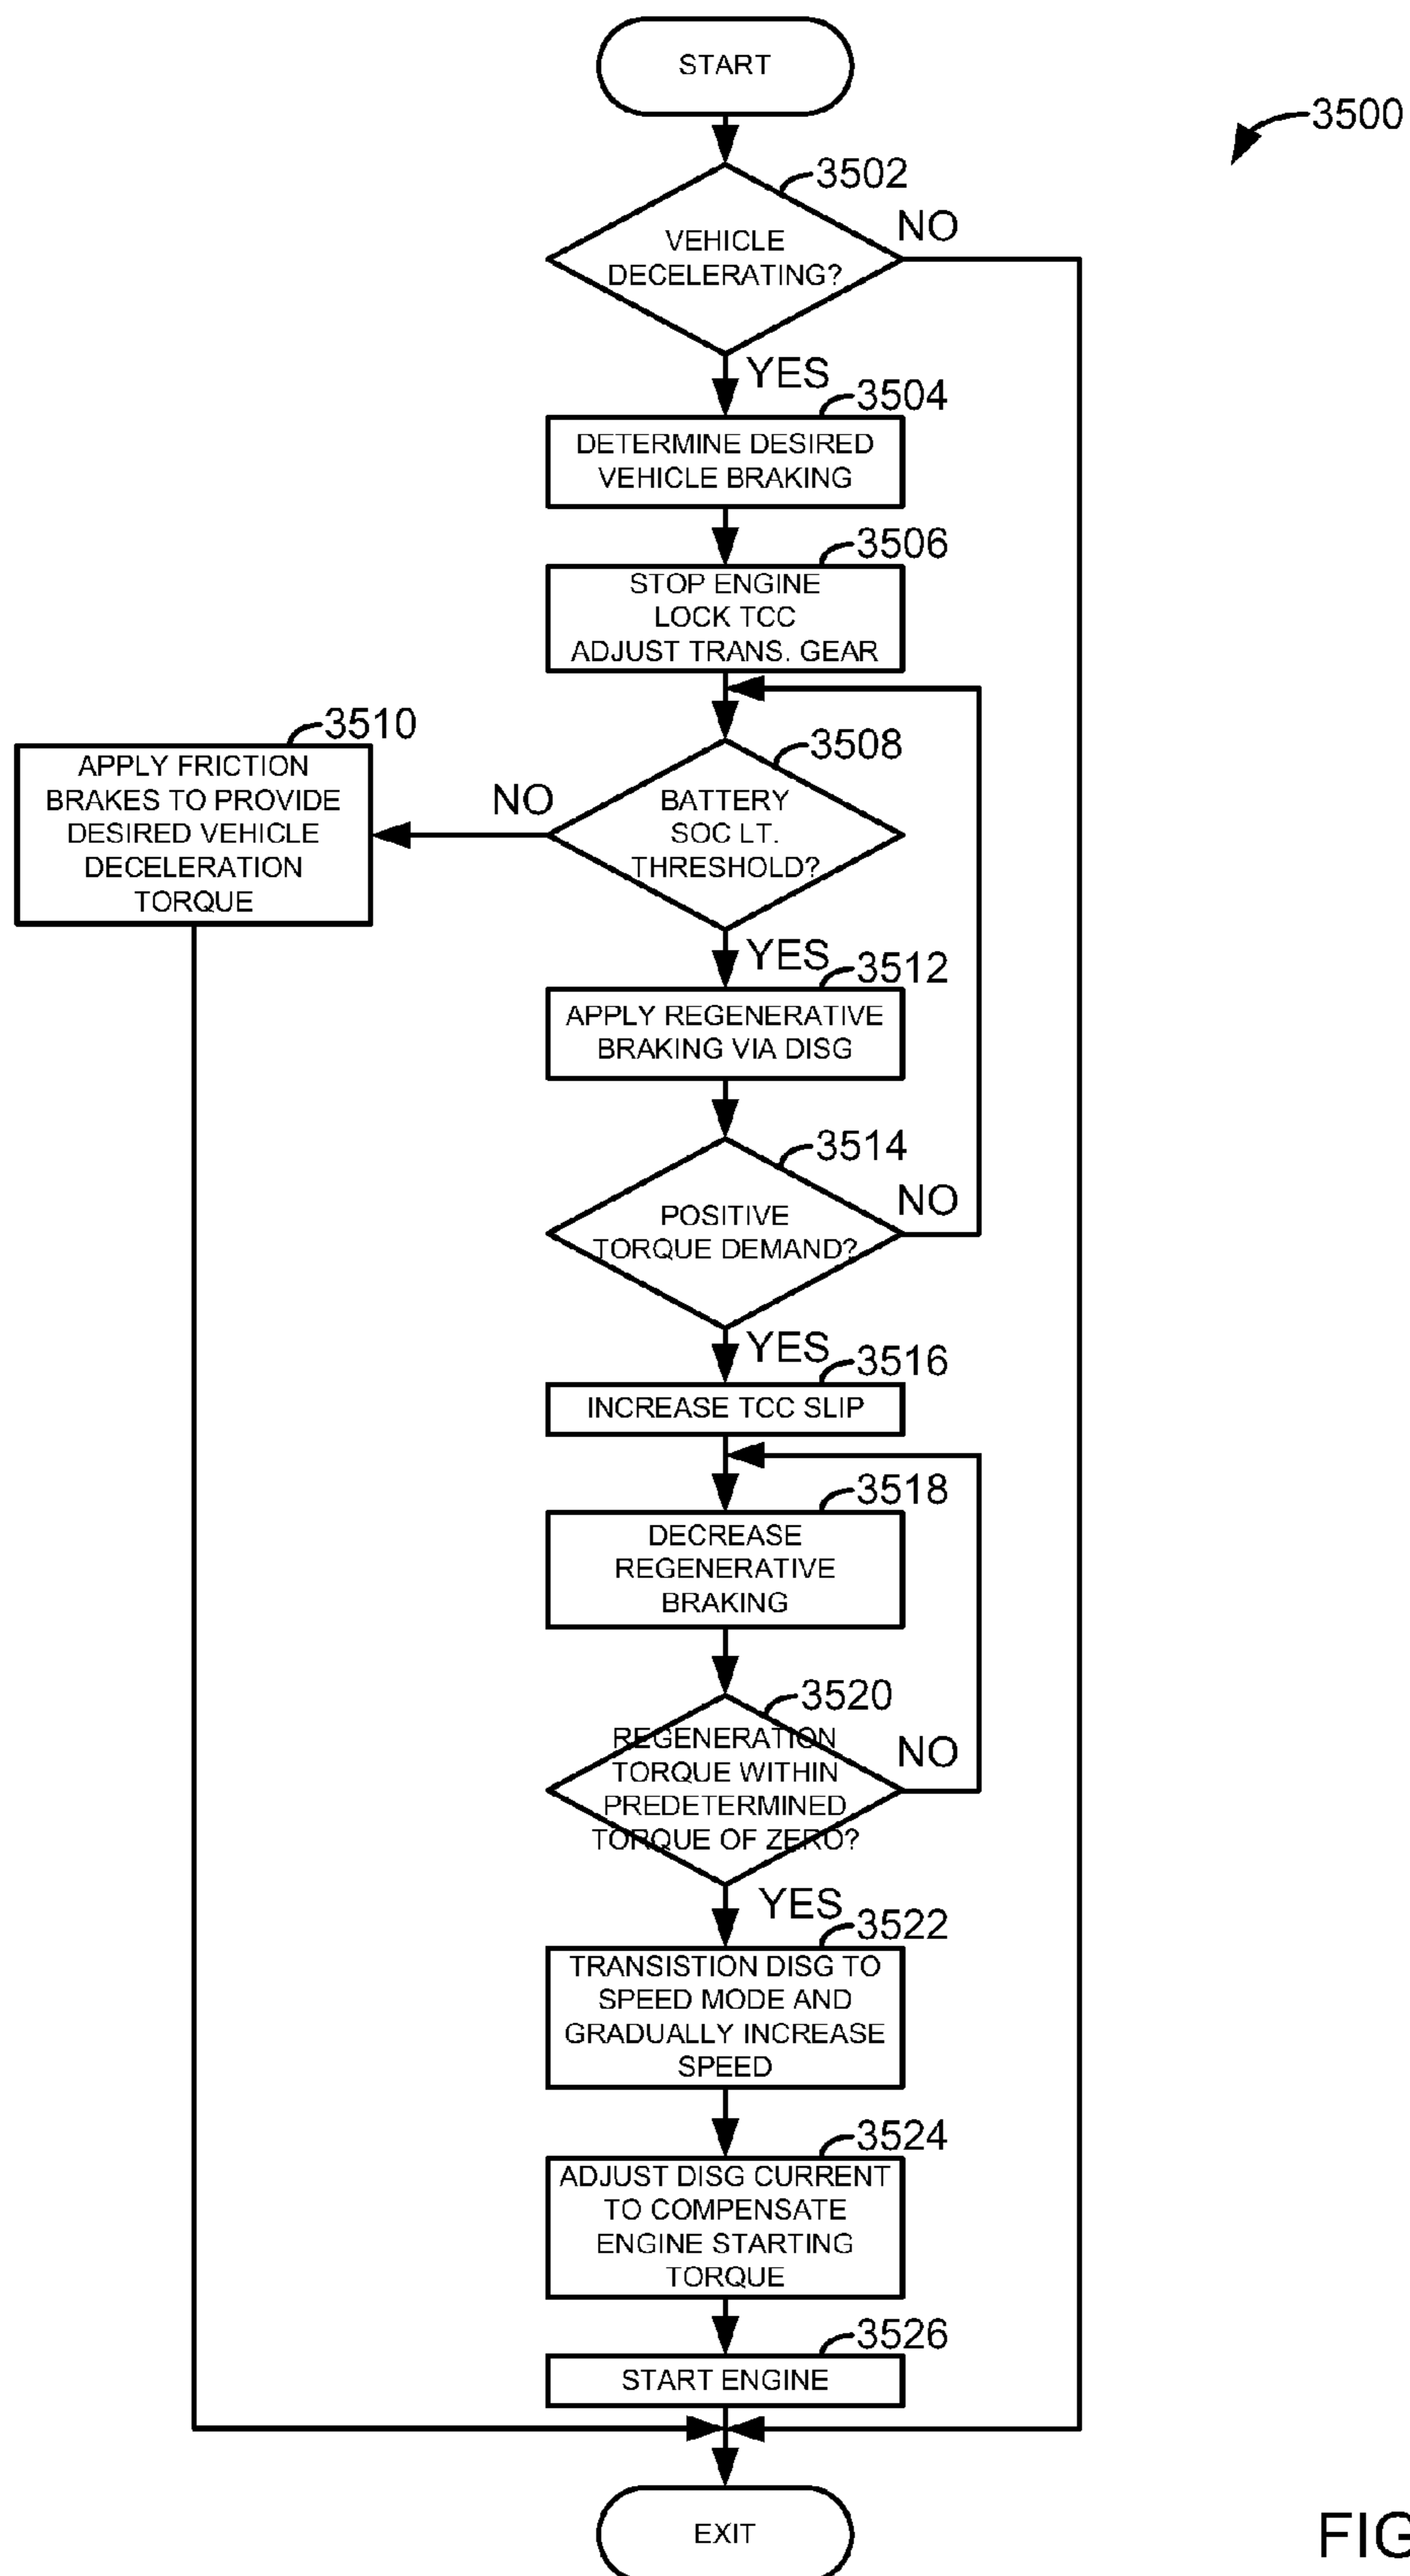 START
3500
3502
VEHICLE
DECELERATING?
NO
YES
3504
DETERMINE DESIRED
VEHICLE BRAKING
3506
STOP ENGINE
LOCK TCC
ADJUST TRANS. GEAR
3508
BATTERY
SOC LT.
THRESHOLD?
NO
3510
APPLY FRICTION
BRAKES TO PROVIDE
DESIRED VEHICLE
DECELERATION
TORQUE
YES
3512
APPLY REGENERATIVE
BRAKING VIA DISG
3514
POSITIVE
TORQUE DEMAND?
NO
YES
3516
INCREASE TCC SLIP
3518
DECREASE
REGENERATIVE
BRAKING
3520
REGENERATION
TORQUE WITHIN
PREDETERMINED
TORQUE OF ZERO?
NO
YES
3522
TRANSISTION DISG TO
SPEED MODE AND
GRADUALLY INCREASE
SPEED
3524
ADJUST DISG CURRENT
TO COMPENSATE
ENGINE STARTING
TORQUE
3526
START ENGINE
EXIT
FIG